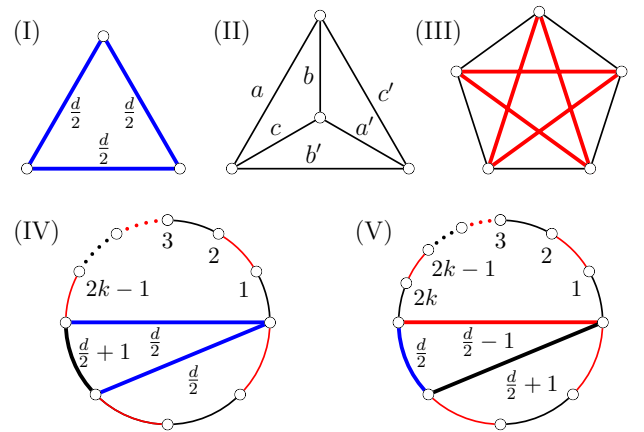 (I) (II) (III)
a b c' 
d/2 d/2
c a'
d/2
b'
(IV) (V)
3 3
2 2
2k − 1
1 2k − 1 1
2k
d/2 + 1 d/2 d/2 d/2 − 1
d/2 d/2 + 1